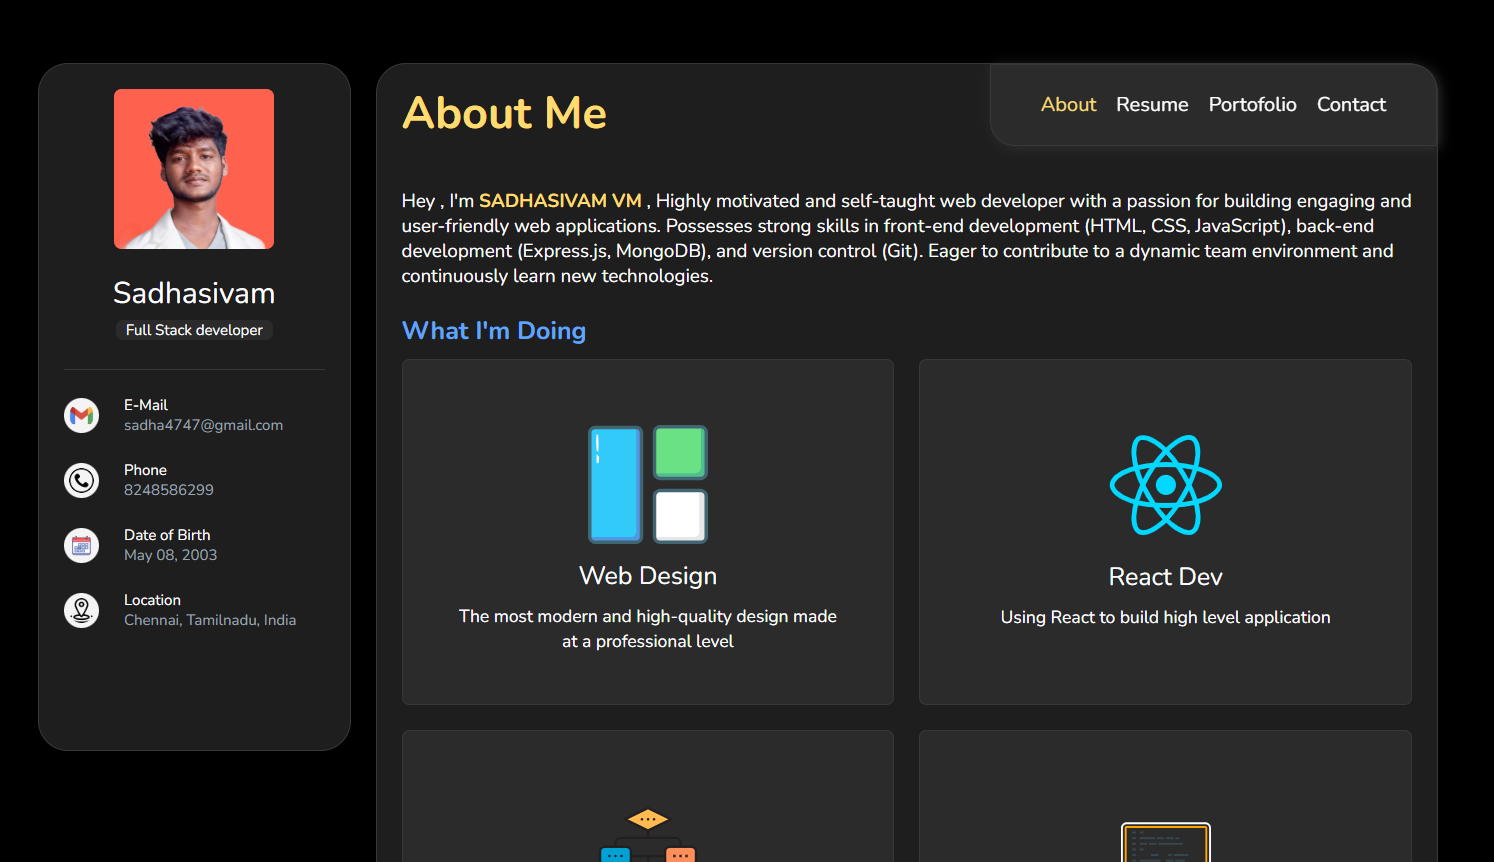 Sadhasivam
Full Stack developer
E-Mail
sadha4747@gmail.com
Phone
8248586299
Date of Birth
May 08, 2003
Location
Chennai, Tamilnadu, India
About Me
About Resume Portofolio Contact
Hey , I'm SADHASIVAM VM , Highly motivated and self-taught web developer with a passion for building engaging and
user-friendly web applications. Possesses strong skills in front-end development (HTML, CSS, JavaScript), back-end
development (Express.js, MongoDB), and version control (Git). Eager to contribute to a dynamic team environment and
continuously learn new technologies.
What I'm Doing
Web Design
The most modern and high-quality design made
at a professional level
React Dev
Using React to build high level application